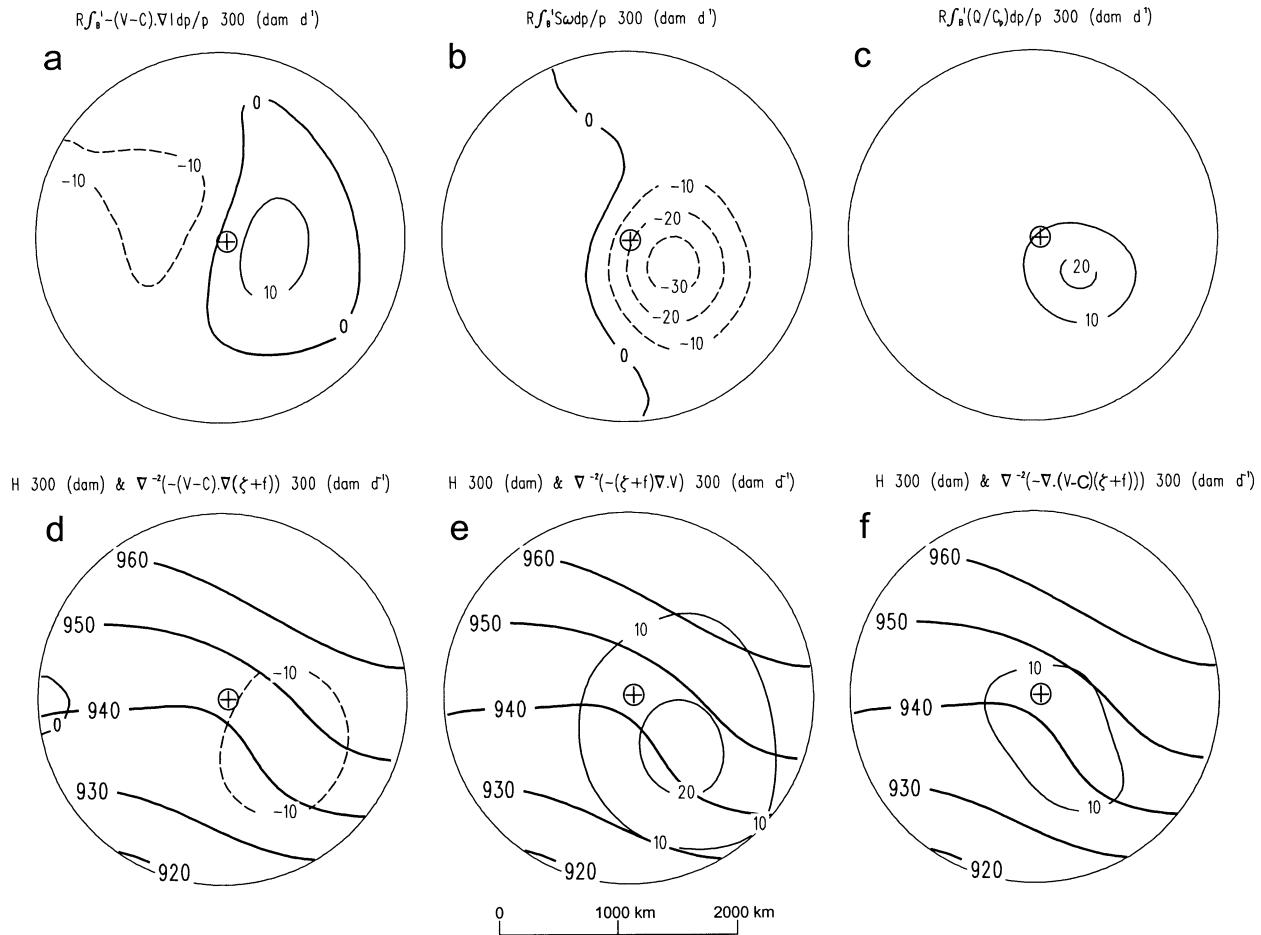 R∫ʙ¹−(V−C).∇Idp/p 300 (dam d⁻¹)
R∫ʙ¹Sωdp/p 300 (dam d⁻¹)
R∫ʙ¹(Q/Cₚ)dp/p 300 (dam d⁻¹)
a
b
c
0
−10
−10
10
0
0
−10
−20
−30
−20
−10
0
20
10
H 300 (dam) & ∇⁻²(−(V−C).∇(ζ+f)) 300 (dam d⁻¹)
H 300 (dam) & ∇⁻²(−(ζ+f)∇.V) 300 (dam d⁻¹)
H 300 (dam) & ∇⁻²(−∇.(V−C)(ζ+f))) 300 (dam d⁻¹)
d
e
f
960
950
−10
940
0
930
−10
920
960
950
10
940
930
20
10
10
920
960
950
10
940
930
10
920
0 1000 km 2000 km